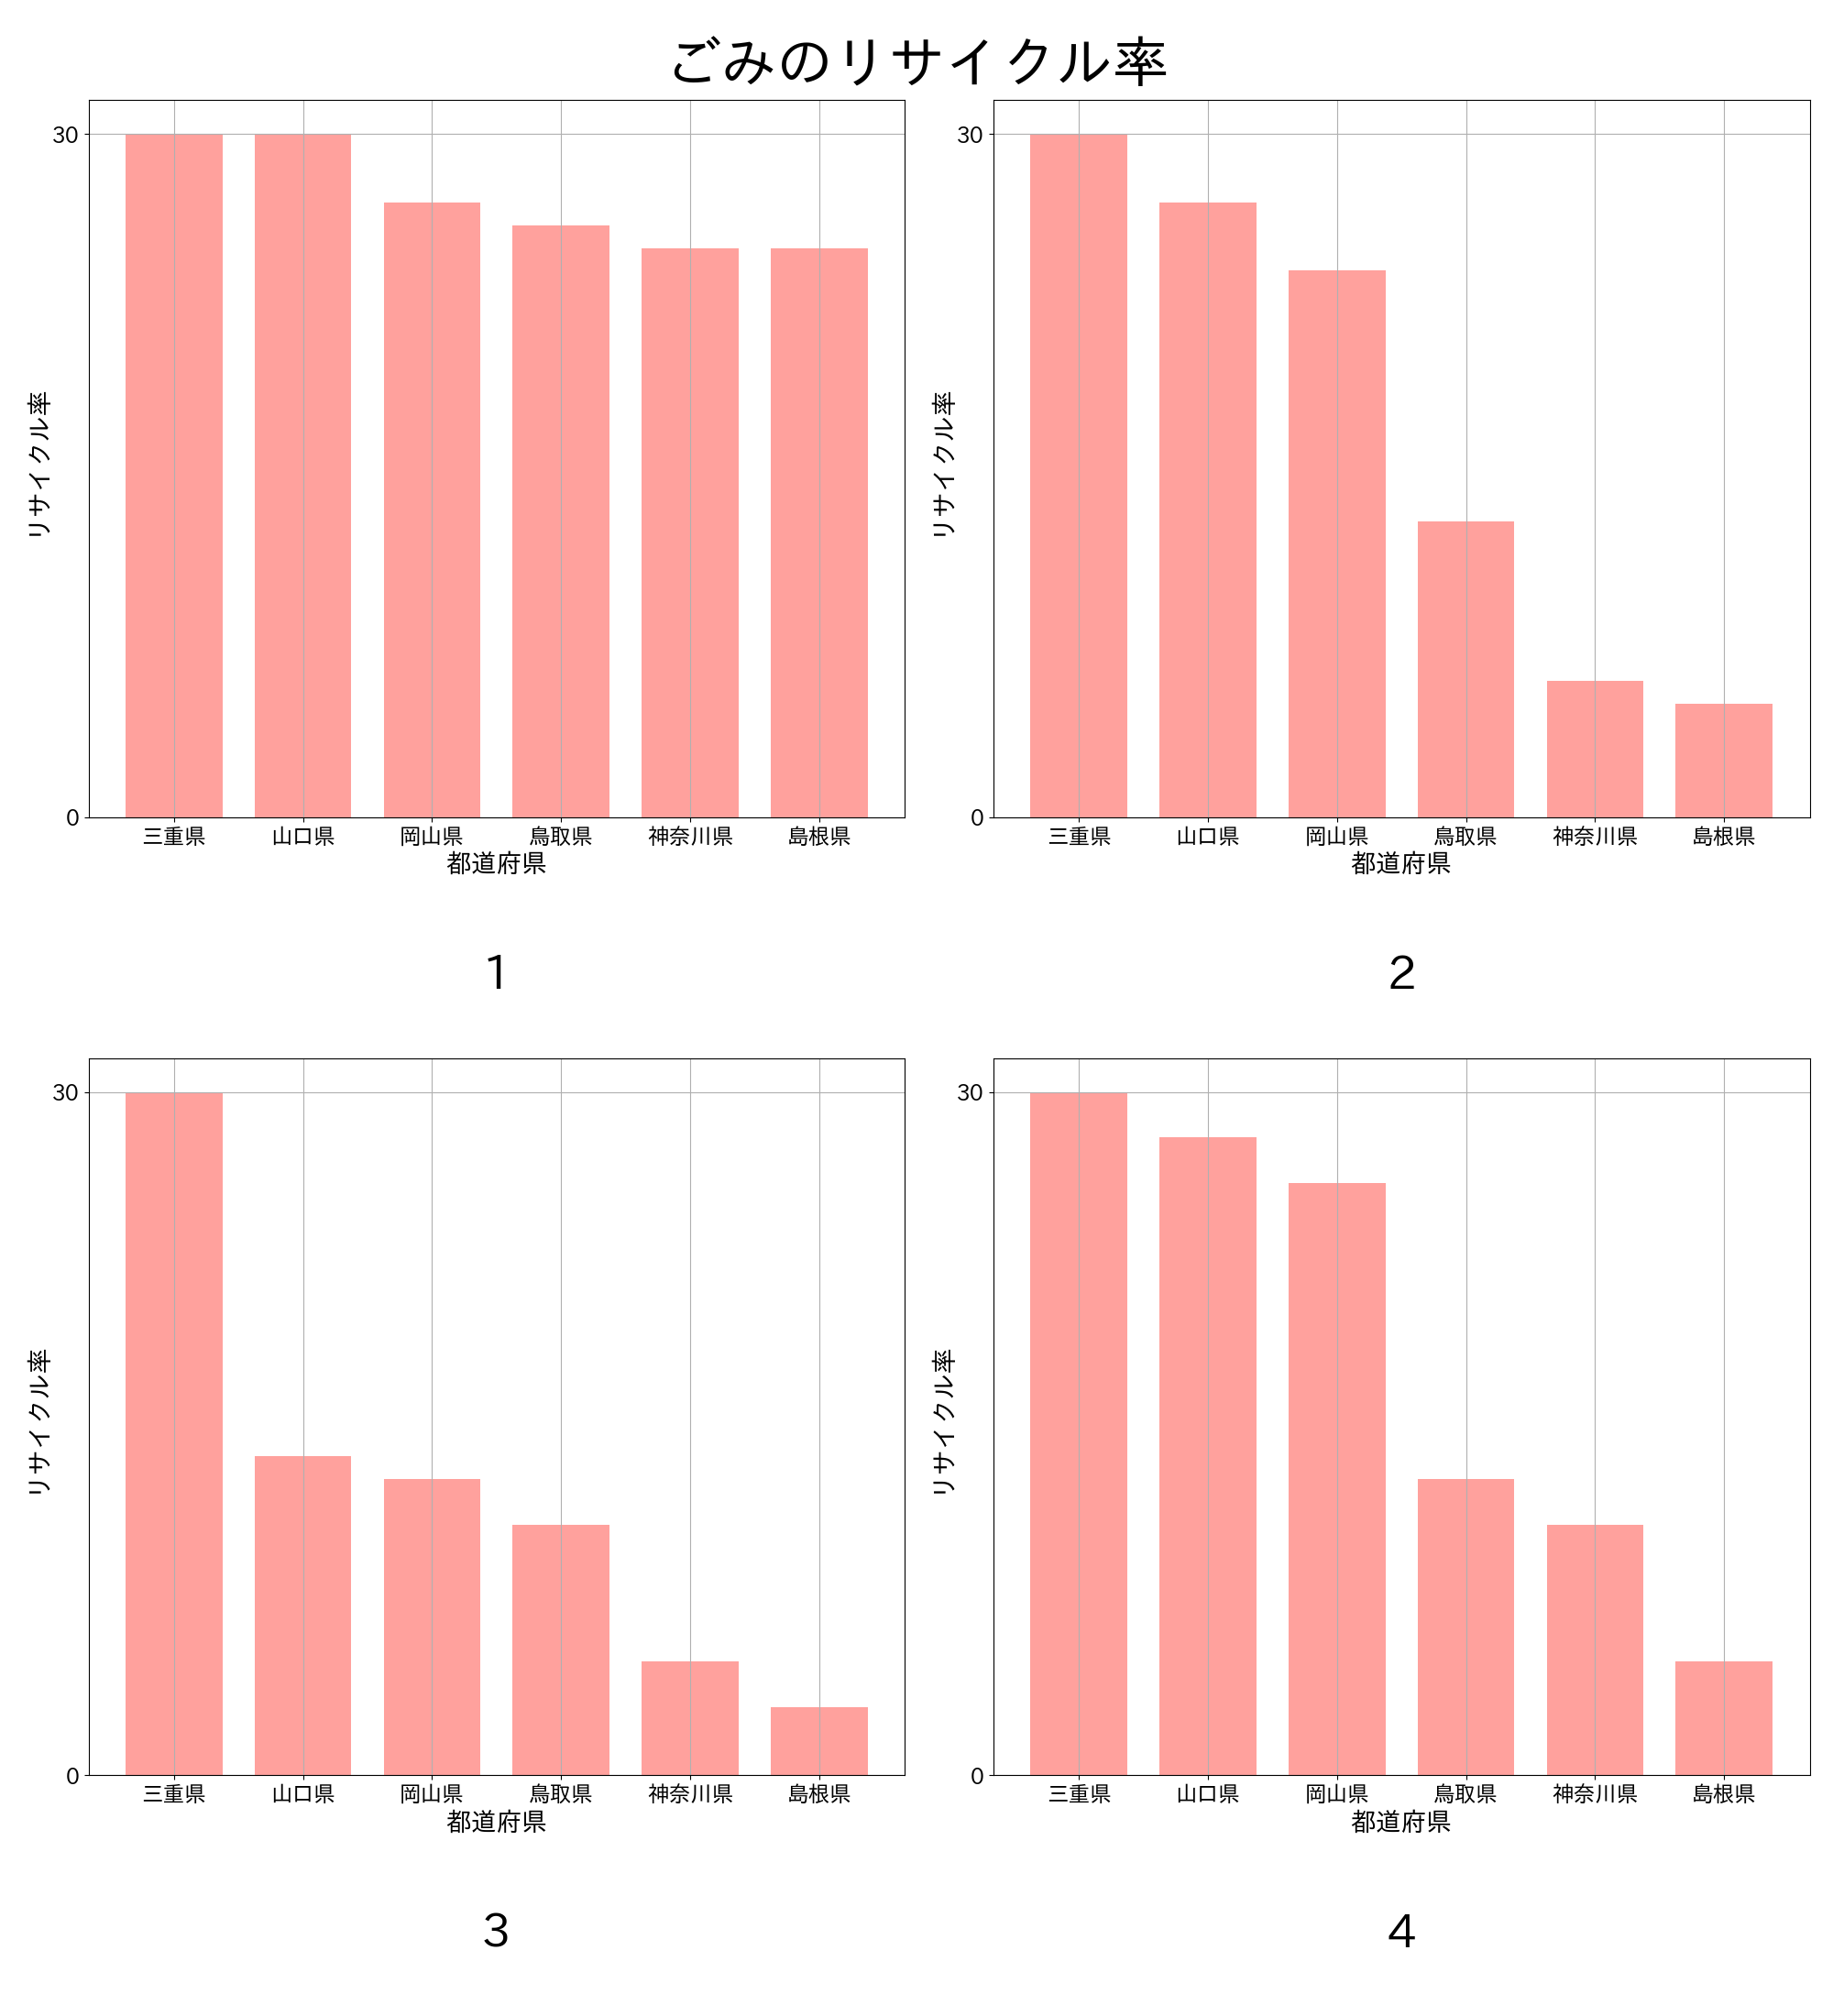 ごみのリサイクル率
30
0
リサイクル率
三重県 山口県 岡山県 鳥取県 神奈川県 島根県
都道府県
1
30
0
リサイクル率
三重県 山口県 岡山県 鳥取県 神奈川県 島根県
都道府県
2
30
0
リサイクル率
三重県 山口県 岡山県 鳥取県 神奈川県 島根県
都道府県
3
30
0
リサイクル率
三重県 山口県 岡山県 鳥取県 神奈川県 島根県
都道府県
4